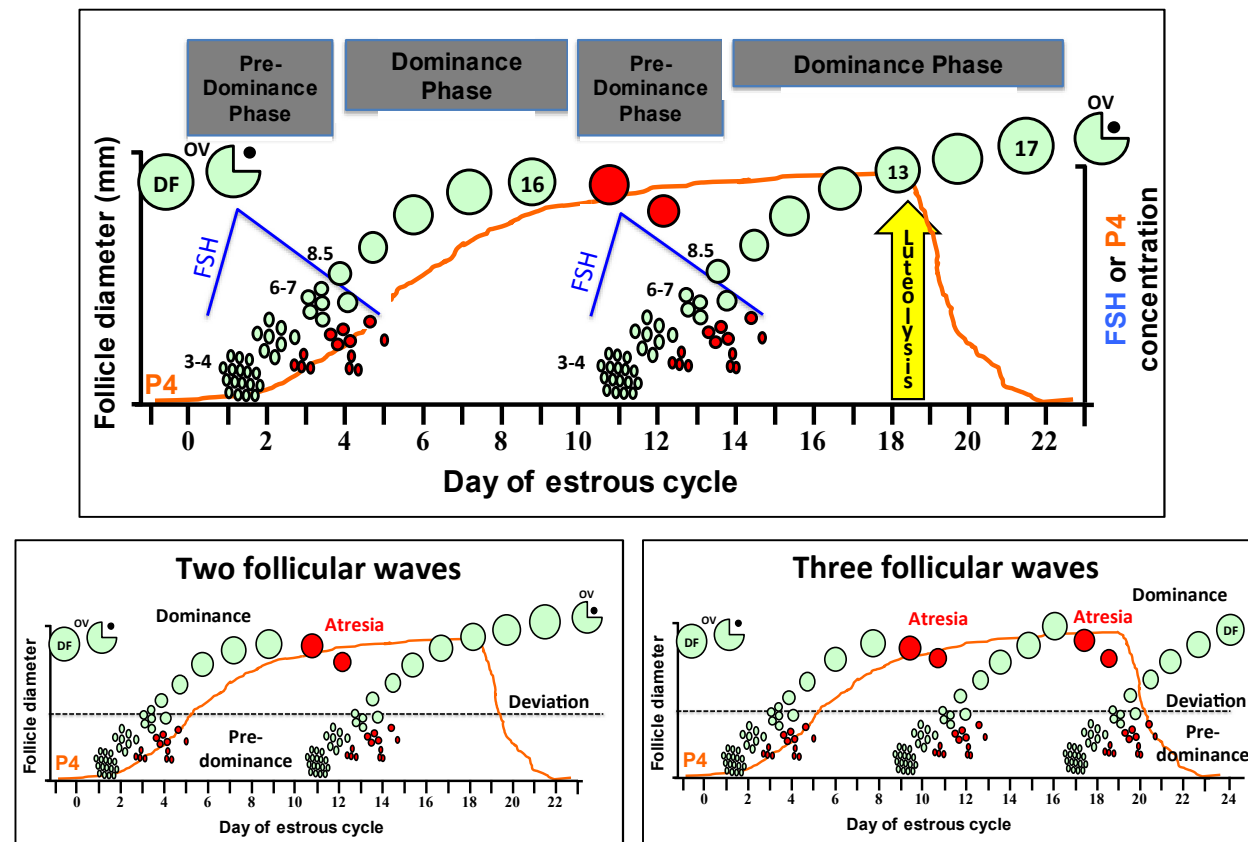 Pre-
Dominance
Phase
Dominance
Phase
Pre-
Dominance
Phase
Dominance Phase
OV
OV
DF
16
13
17
FSH
FSH
8.5
8.5
6-7
6-7
3-4
3-4
P4
Luteolysis
Follicle diameter (mm)
FSH or P4
concentration
0 2 4 6 8 10 12 14 16 18 20 22
Day of estrous cycle
Two follicular waves
OV
OV
DF
Dominance
Atresia
Deviation
Pre-
dominance
P4
Follicle diameter
0 2 4 6 8 10 12 14 16 18 20 22
Day of estrous cycle
Three follicular waves
Dominance
OV
DF
Atresia
Atresia
DF
Deviation
Pre-
dominance
P4
Follicle diameter
0 2 4 6 8 10 12 14 16 18 20 22 24
Day of estrous cycle